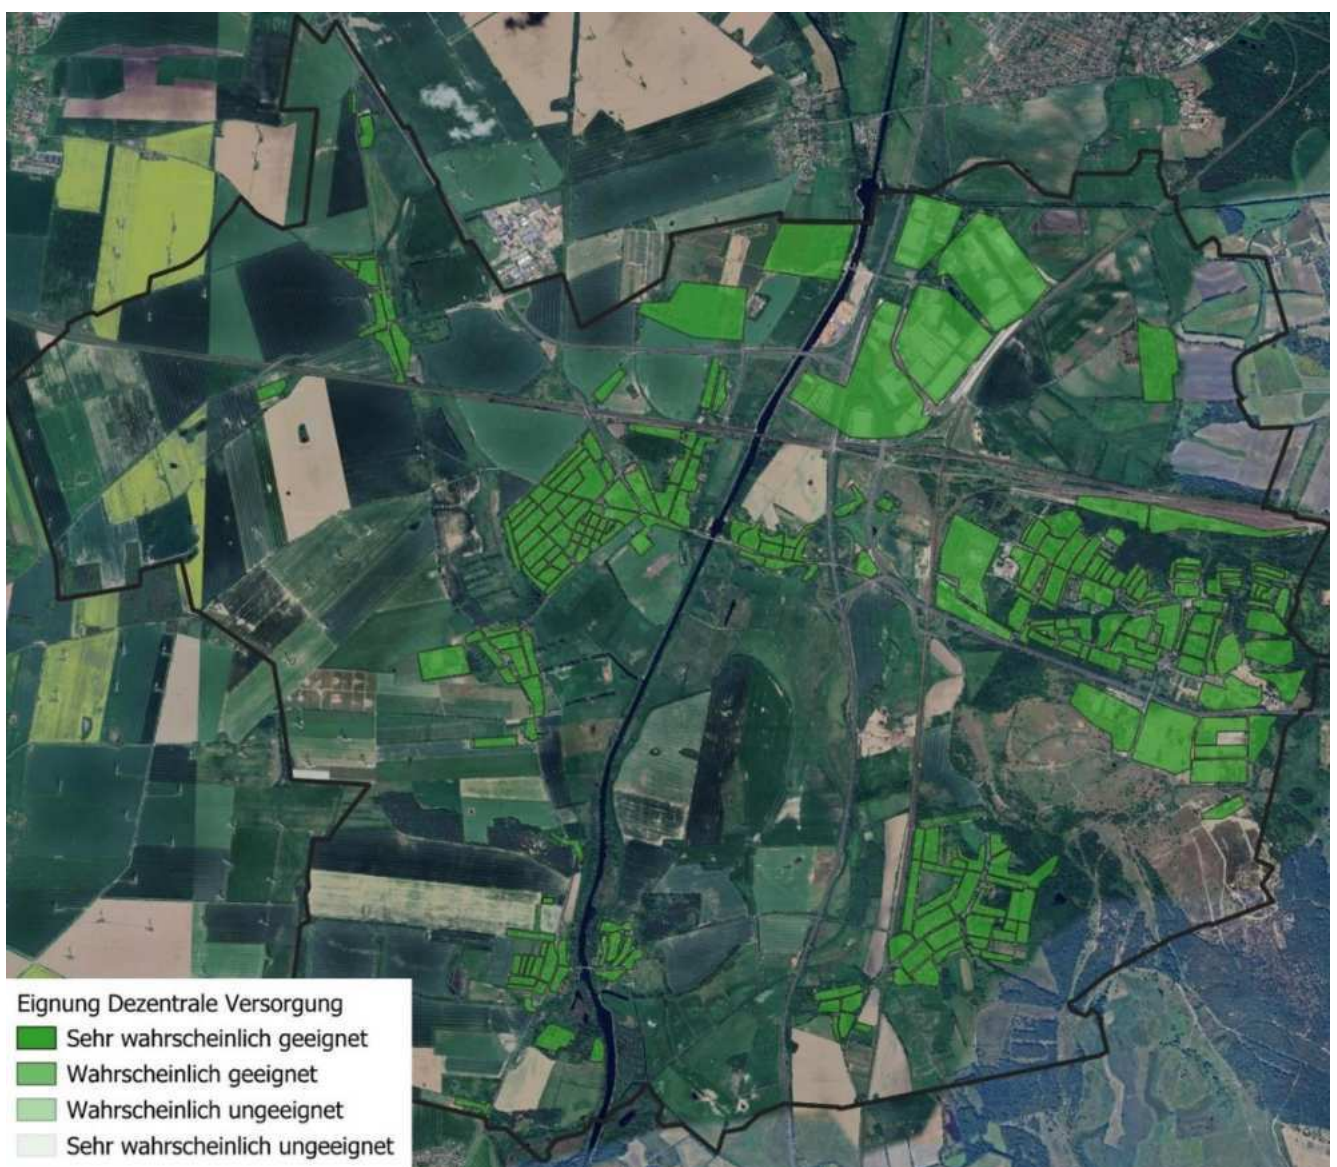 Eignung Dezentrale Versorgung
Sehr wahrscheinlich geeignet
Wahrscheinlich geeignet
Wahrscheinlich ungeeignet
Sehr wahrscheinlich ungeeignet